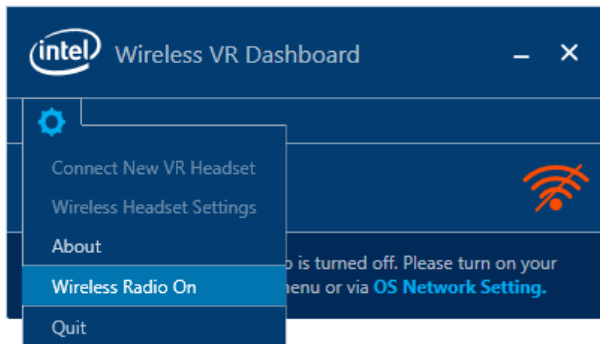 intel Wireless VR Dashboard
Connect New VR Headset
Wireless Headset Settings
About
is turned off. Please turn on your
Wireless Radio On
or via OS Network Setting.
Quit